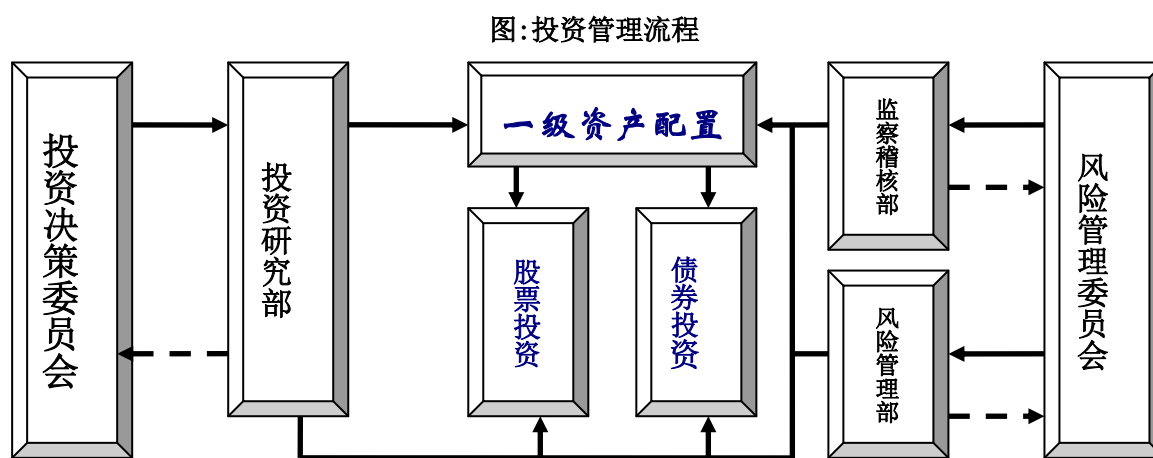 图:投资管理流程
投资决策委员会
投资研究部
一级资产配置
股票投资
债券投资
监察稽核部
风险管理部
风险管理委员会